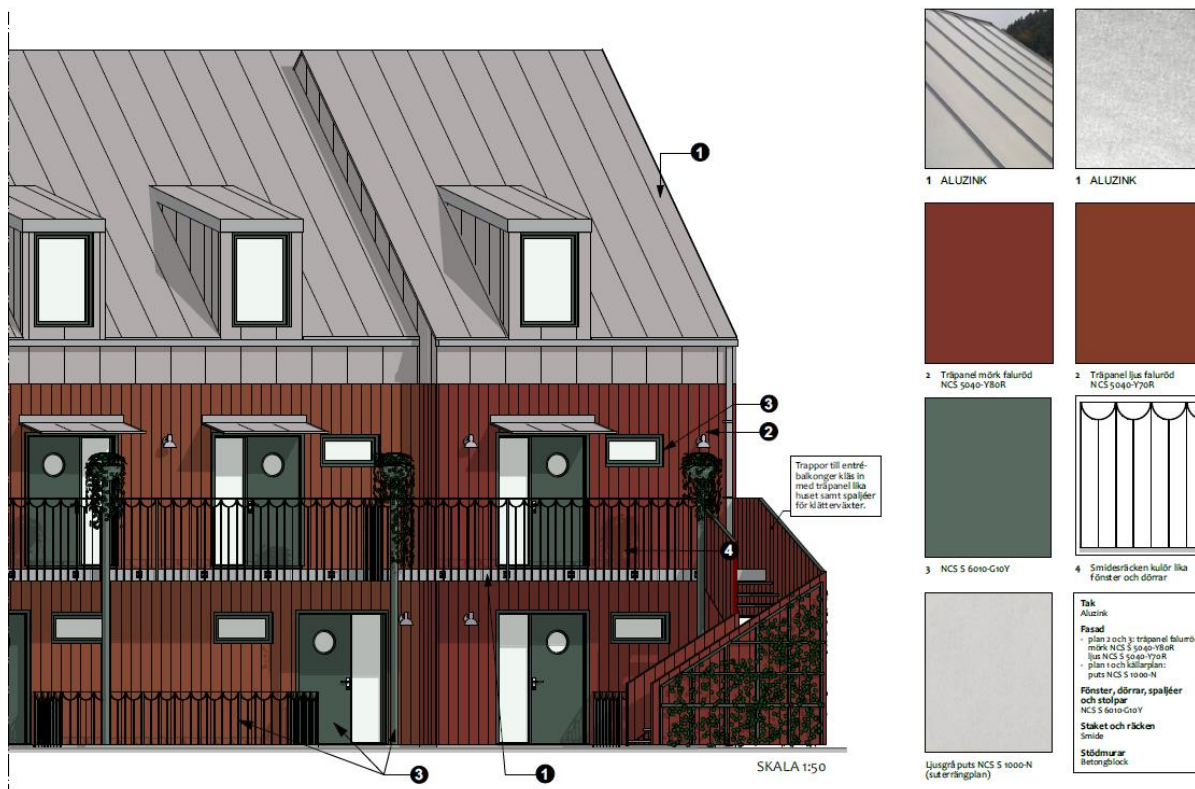 1
3
2
4
Trappor till entré-
balkonger kläs in
med träpanel lika
huset samt spaljéer
för klätterväxter.
3
1
SKALA 1:50
1 ALUZINK
1 ALUZINK
2 Träpanel mörk faluröd
NCS 5040-Y80R
2 Träpanel ljus faluröd
NCS 5040-Y70R
3 NCS S 6010-G10Y
4 Smidesräcken kulör lika
fönster och dörrar
Ljusgrå puts NCS S 1000-N
(suterrängplan)
Tak
Aluzink
Fasad
- plan 2 och 3: träpanel falurö
mörk NCS S 5040-Y80R
ljus NCS S 5040-Y70R
- plan 1 och källarplan:
puts NCS S 1000-N
Fönster, dörrar, spaljéer
och stolpar
NCS S 6010-G10Y
Staket och räcken
Smide
Stödmurar
Betongblock